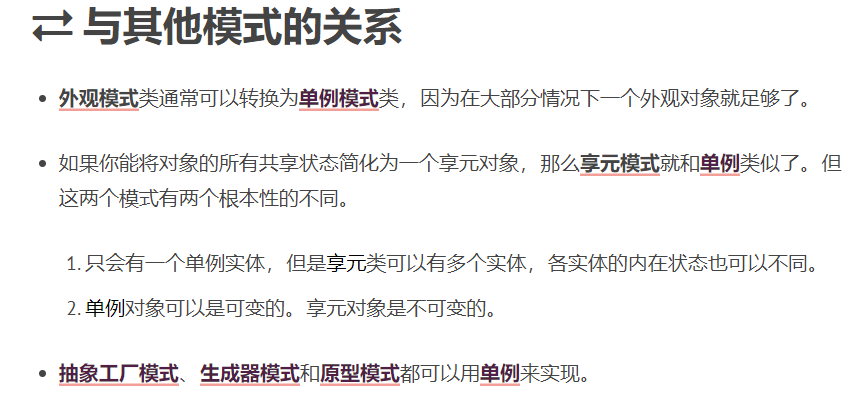 ⇄ 与其他模式的关系
• 外观模式类通常可以转换为单例模式类，因为在大部分情况下一个外观对象就足够了。
• 如果你能将对象的所有共享状态简化为一个享元对象，那么享元模式就和单例类似了。但
这两个模式有两个根本性的不同。
1. 只会有一个单例实体，但是享元类可以有多个实体，各实体的内在状态也可以不同。
2. 单例对象可以是可变的。享元对象是不可变的。
• 抽象工厂模式、生成器模式和原型模式都可以用单例来实现。